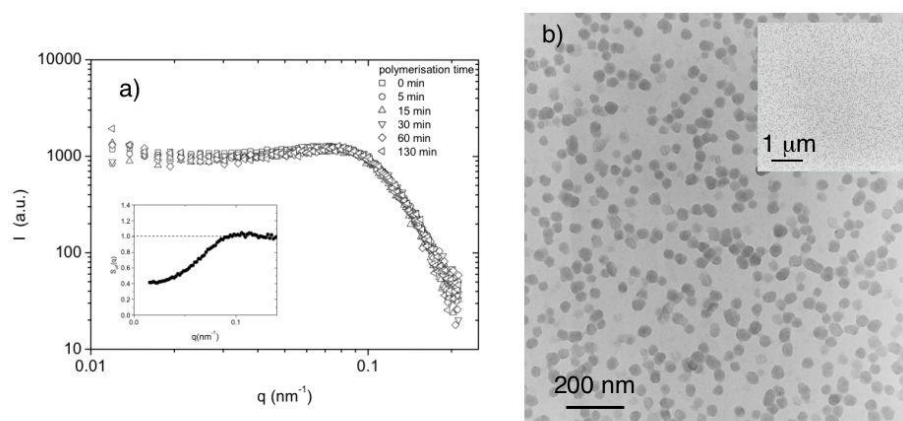 a)
I (a.u.)
10000
1000
100
10
0.01
0.1
q (nm⁻¹)
polymerisation time
0 min
5 min
15 min
30 min
60 min
130 min
1.4
1.2
1.0
0.8
0.6
0.4
0.2
0.0
0.0
0.1
q(nm⁻¹)
b)
1 μm
200 nm